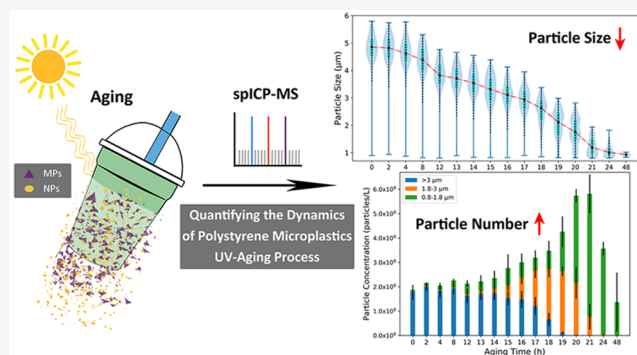 Aging
MPs
NPs
spICP-MS
Quantifying the Dynamics
of Polystyrene Microplastics
UV-Aging Process
Particle Size
Particle Size (μm)
6
5
4
3
2
1
0 2 4 8 12 13 14 15 16 17 18 19 20 21 24 48
Particle Number
>3 μm
1.8-3 μm
0.8-1.8 μm
Particle Concentration (particles/L)
6.0x10⁸
5.0x10⁸
4.0x10⁸
3.0x10⁸
2.0x10⁸
1.0x10⁸
0.0x10⁸
0 2 4 8 12 13 14 15 16 17 18 19 20 21 24 48
Aging Time (h)